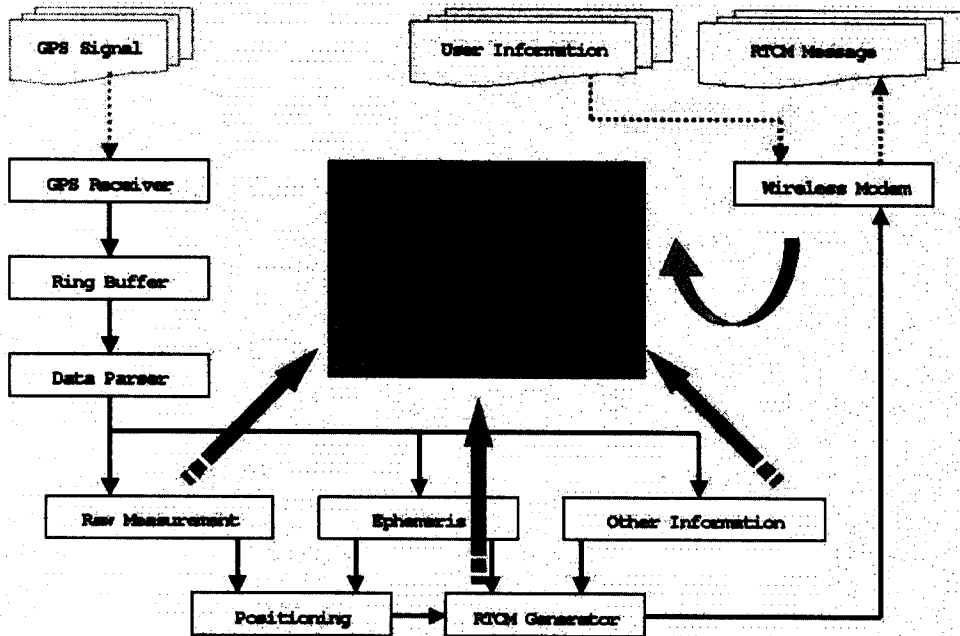 GPS Signal
User Information
RTCM Message
GPS Receiver
Wireless Modem
Ring Buffer
Data Parser
Raw Measurement
Ephemeris
Other Information
Positioning
RTCM Generator